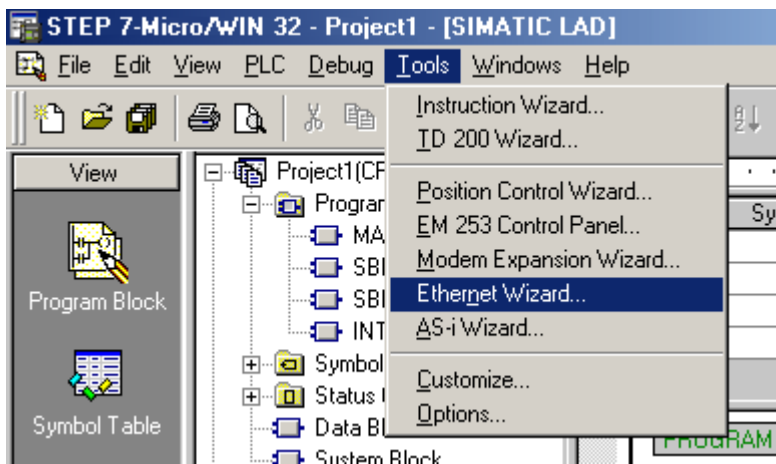 STEP 7-Micro/WIN 32 - Project1 - [SIMATIC LAD]
File Edit View PLC Debug Tools Windows Help
Instruction Wizard...
TD 200 Wizard...
Position Control Wizard...
EM 253 Control Panel...
Modem Expansion Wizard...
Ethernet Wizard...
AS-i Wizard...
Customize...
Options...
View
Program Block
Symbol Table
Project1(
MA
SBI
SBI
INT
Symbol
Status
Data Bl
System Block
Sy
PROGRAM